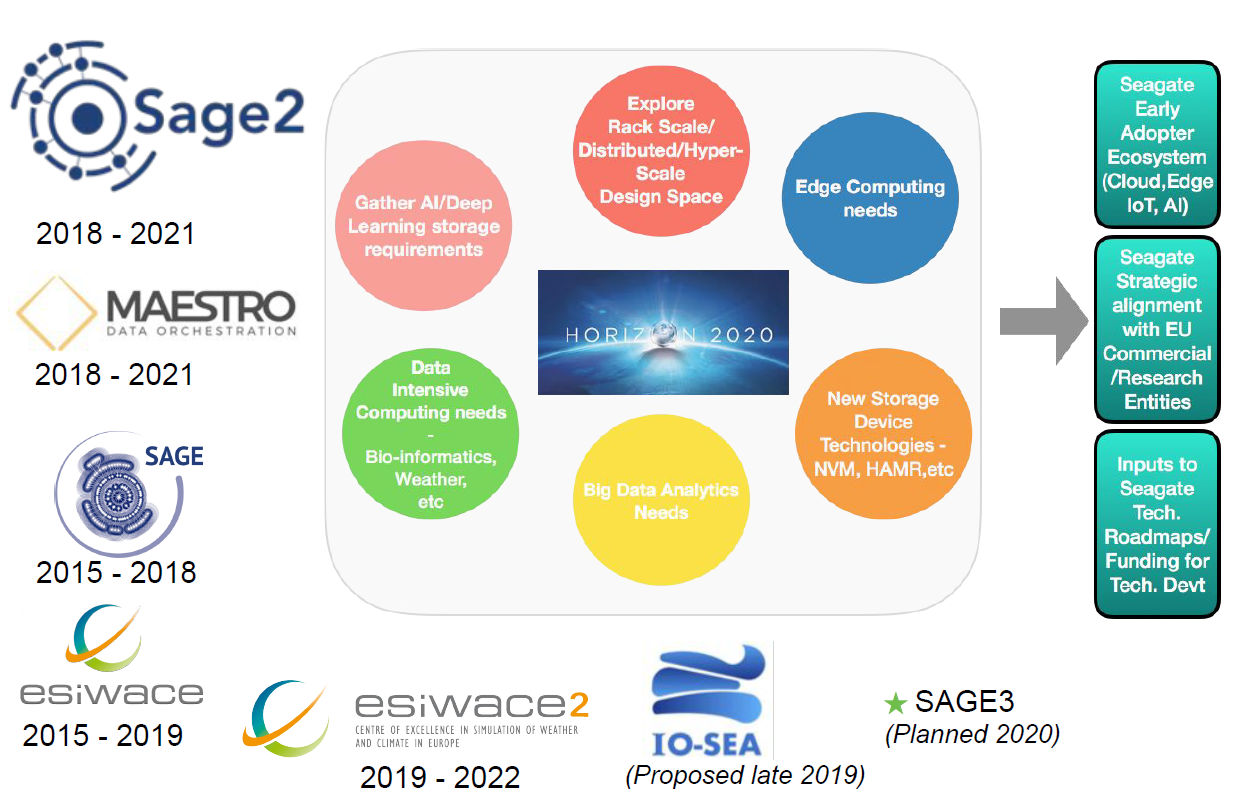 Sage2
2018 - 2021
MAESTRO
DATA ORCHESTRATION
2018 - 2021
SAGE
2015 - 2018
esiwace
2015 - 2019
Explore
Rack Scale/
Distributed/Hyper-
Scale
Design Space
Gather AI/Deep
Learning storage
requirements
Edge Computing
needs
HORIZON 2020
Data
Intensive
Computing needs
-
Bio-informatics,
Weather,
etc
New Storage
Device
Technologies -
NVM, HAMR,etc
Big Data Analytics
Needs
Seagate
Early
Adopter
Ecosystem
(Cloud,Edge
IoT, AI)
Seagate
Strategic
alignment
with EU
Commercial
/Research
Entities
Inputs to
Seagate
Tech.
Roadmaps/
Funding for
Tech. Devt
esiwace2
CENTRE OF EXCELLENCE IN SIMULATION OF WEATHER
AND CLIMATE IN EUROPE
2019 - 2022
IO-SEA
(Proposed late 2019)
SAGE3
(Planned 2020)